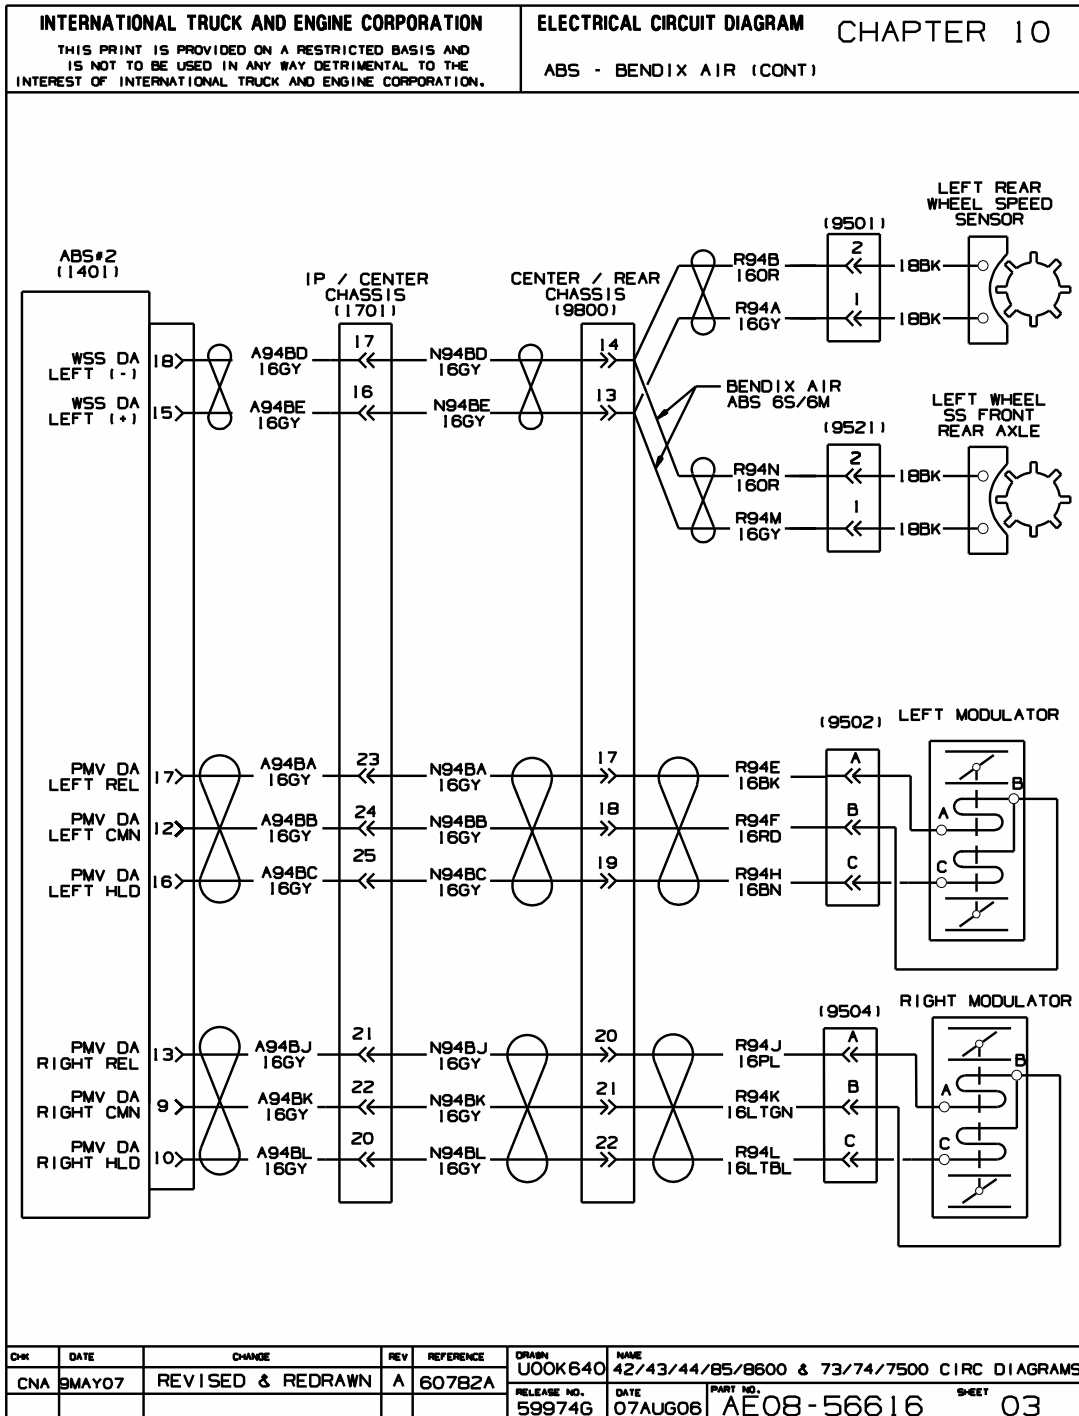 INTERNATIONAL TRUCK AND ENGINE CORPORATION
THIS PRINT IS PROVIDED ON A RESTRICTED BASIS AND
IS NOT TO BE USED IN ANY WAY DETRIMENTAL TO THE
INTEREST OF INTERNATIONAL TRUCK AND ENGINE CORPORATION.
ELECTRICAL CIRCUIT DIAGRAM CHAPTER 10
ABS - BENDIX AIR (CONT)
LEFT REAR
WHEEL SPEED
SENSOR
(9501)
2
R94B
16OR
18BK
1
R94A
16GY
18BK
ABS#2
(1401)
IP / CENTER
CHASSIS
(1701)
CENTER / REAR
CHASSIS
(9800)
WSS DA
LEFT (-)
18
A94BD
16GY
17
N94BD
16GY
14
WSS DA
LEFT (+)
15
A94BE
16GY
16
N94BE
16GY
13
BENDIX AIR
ABS 6S/6M
LEFT WHEEL
SS FRONT
REAR AXLE
(9521)
2
R94N
16OR
18BK
1
R94M
16GY
18BK
(9502)
LEFT MODULATOR
PMV DA
LEFT REL
17
A94BA
16GY
23
N94BA
16GY
17
R94E
16BK
A
PMV DA
LEFT CMN
12
A94BB
16GY
24
N94BB
16GY
18
R94F
16RD
B
PMV DA
LEFT HLD
16
A94BC
16GY
25
N94BC
16GY
19
R94H
16BN
C
B
A
C
(9504)
RIGHT MODULATOR
PMV DA
RIGHT REL
13
A94BJ
16GY
21
N94BJ
16GY
20
R94J
16PL
A
PMV DA
RIGHT CMN
9
A94BK
16GY
22
N94BK
16GY
21
R94K
16LTGN
B
PMV DA
RIGHT HLD
10
A94BL
16GY
20
N94BL
16GY
22
R94L
16LTBL
C
B
A
C
CHK DATE CHANGE REV REFERENCE
CNA 9MAY07 REVISED & REDRAWN A 60782A
DRAWN NAME
U00K640 42/43/44/85/8600 & 73/74/7500 CIRC DIAGRAMS
RELEASE NO. DATE PART NO. SHEET
59974G 07AUG06 AE08-56616 03